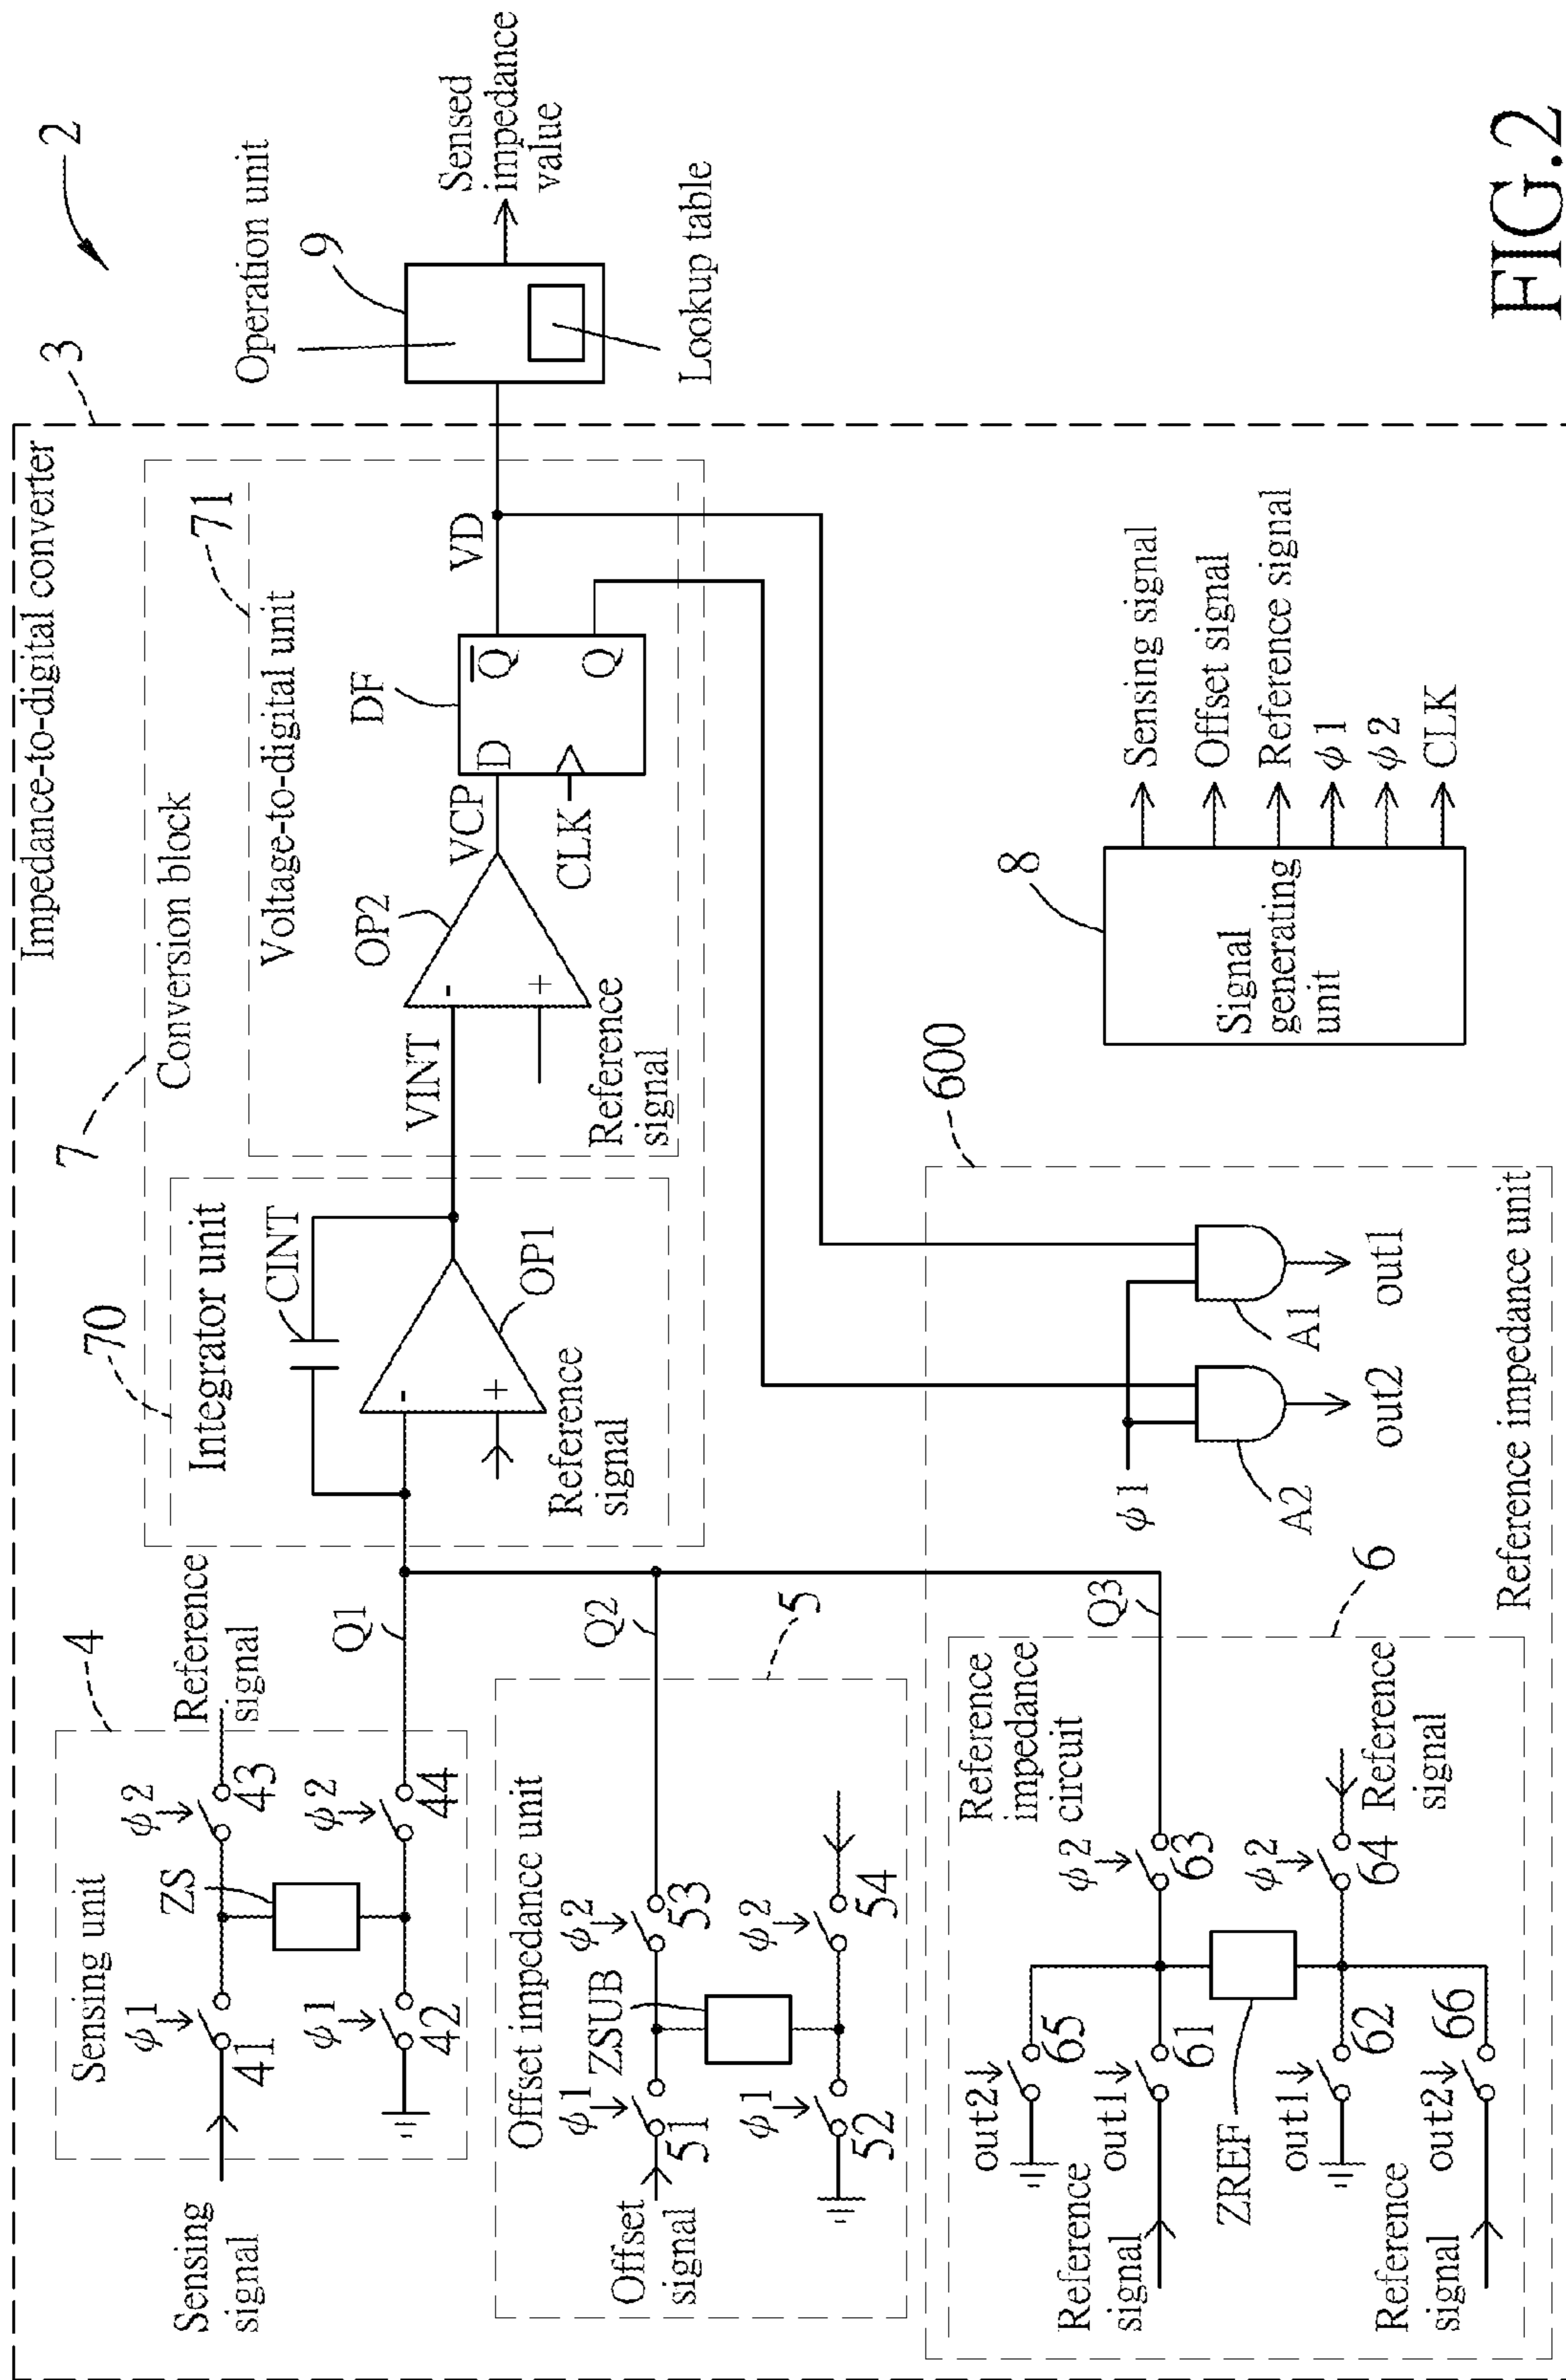 2
3
Impedance-to-digital converter
7
Conversion block
70
Integrator unit
CINT
OP1
Reference
signal
71
Voltage-to-digital unit
VINT
OP2
-
+
-
+
Reference
signal
VCP
DF
D
Q
Q
CLK
VD
Operation unit
9
Sensed
impedance
value
Lookup table
4
Sensing unit
Reference
signal
ϕ1
ϕ2
41
43
ZS
ϕ1
ϕ2
42
44
Sensing
signal
Q1
5
Offset impedance unit
ϕ1
ϕ2
51
53
ZSUB
ϕ1
ϕ2
52
54
Offset
signal
Q2
600
Reference impedance unit
6
Reference
impedance
circuit
out2
65
out1
61
ϕ2
63
Q3
Reference
signal
ZREF
out1
62
ϕ2
64
Reference
signal
out2
66
Reference
signal
ϕ1
A2
A1
out2
out1
8
Signal
generating
unit
Sensing signal
Offset signal
Reference signal
ϕ1
ϕ2
CLK
FIG.2